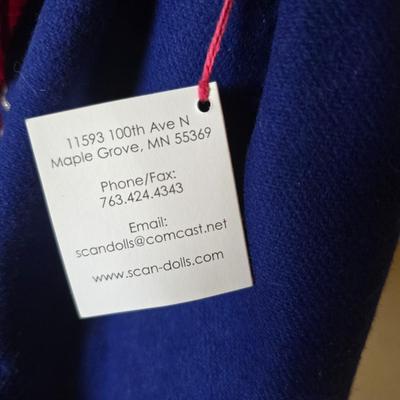 11593 100th Ave N
Maple Grove, MN 55369
Phone/Fax:
763.424.4343
Email:
scandolls@comcast.net
www.scan-dolls.com